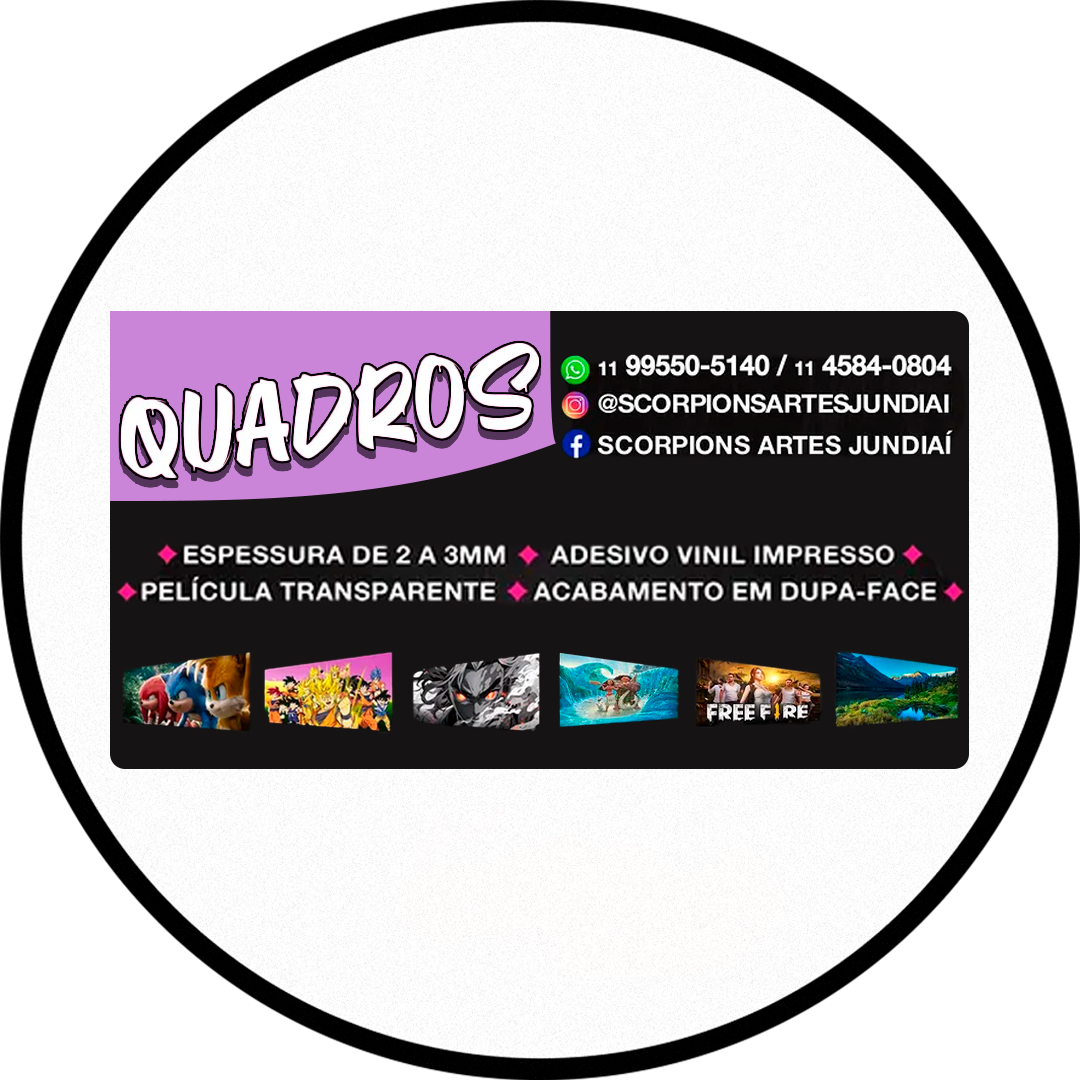 QUADROS
11 99550-5140 / 11 4584-0804
@SCORPIONSARTESJUNDIAI
SCORPIONS ARTES JUNDIAÍ
ESPESSURA DE 2 A 3MM ADESIVO VINIL IMPRESSO
PELÍCULA TRANSPARENTE ACABAMENTO EM DUPA-FACE
FREE FIRE